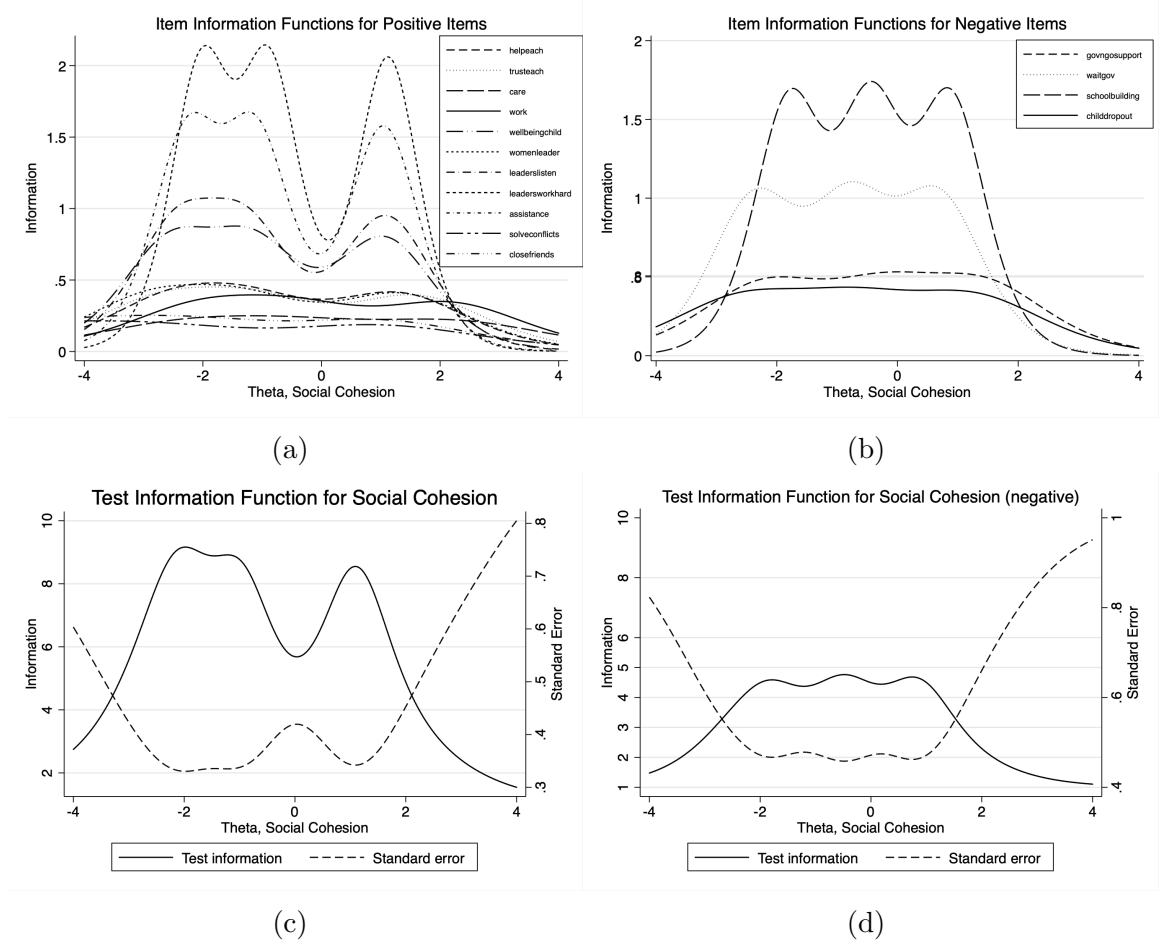 Item Information Functions for Positive Items
Information
2
1.5
1
.5
0
-4 -2 0 2 4
Theta, Social Cohesion
helpeach
trusteach
care
work
wellbeingchild
womenleader
leaderslisten
leadersworkhard
assistance
solveconflicts
closefriends
(a)
Item Information Functions for Negative Items
Information
2
1.5
1
0
-4 -2 0 2 4
Theta, Social Cohesion
govngosupport
waitgov
schoolbuilding
childdropout
(b)
Test Information Function for Social Cohesion
Information
10
8
6
4
2
Standard Error
.8
.7
.6
.5
.4
.3
-4 -2 0 2 4
Theta, Social Cohesion
Test information Standard error
(c)
Test Information Function for Social Cohesion (negative)
Information
10
8
6
5
4
3
2
1
Standard Error
1
.8
.6
.4
-4 -2 0 2 4
Theta, Social Cohesion
Test information Standard error
(d)